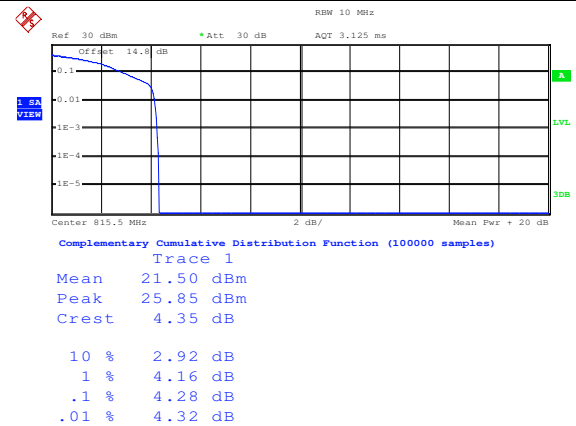 RBW 10 MHz
Ref 30 dBm *Att 30 dB AQT 3.125 ms
Offset 14.8 dB
0.1
A
0.01
1 SA
VIEW
1E-3
LVL
1E-4
1E-5
3DB
Center 815.5 MHz 2 dB/ Mean Pwr + 20 dB
Complementary Cumulative Distribution Function (100000 samples)
Trace 1
Mean 21.50 dBm
Peak 25.85 dBm
Crest 4.35 dB
10 % 2.92 dB
1 % 4.16 dB
.1 % 4.28 dB
.01 % 4.32 dB